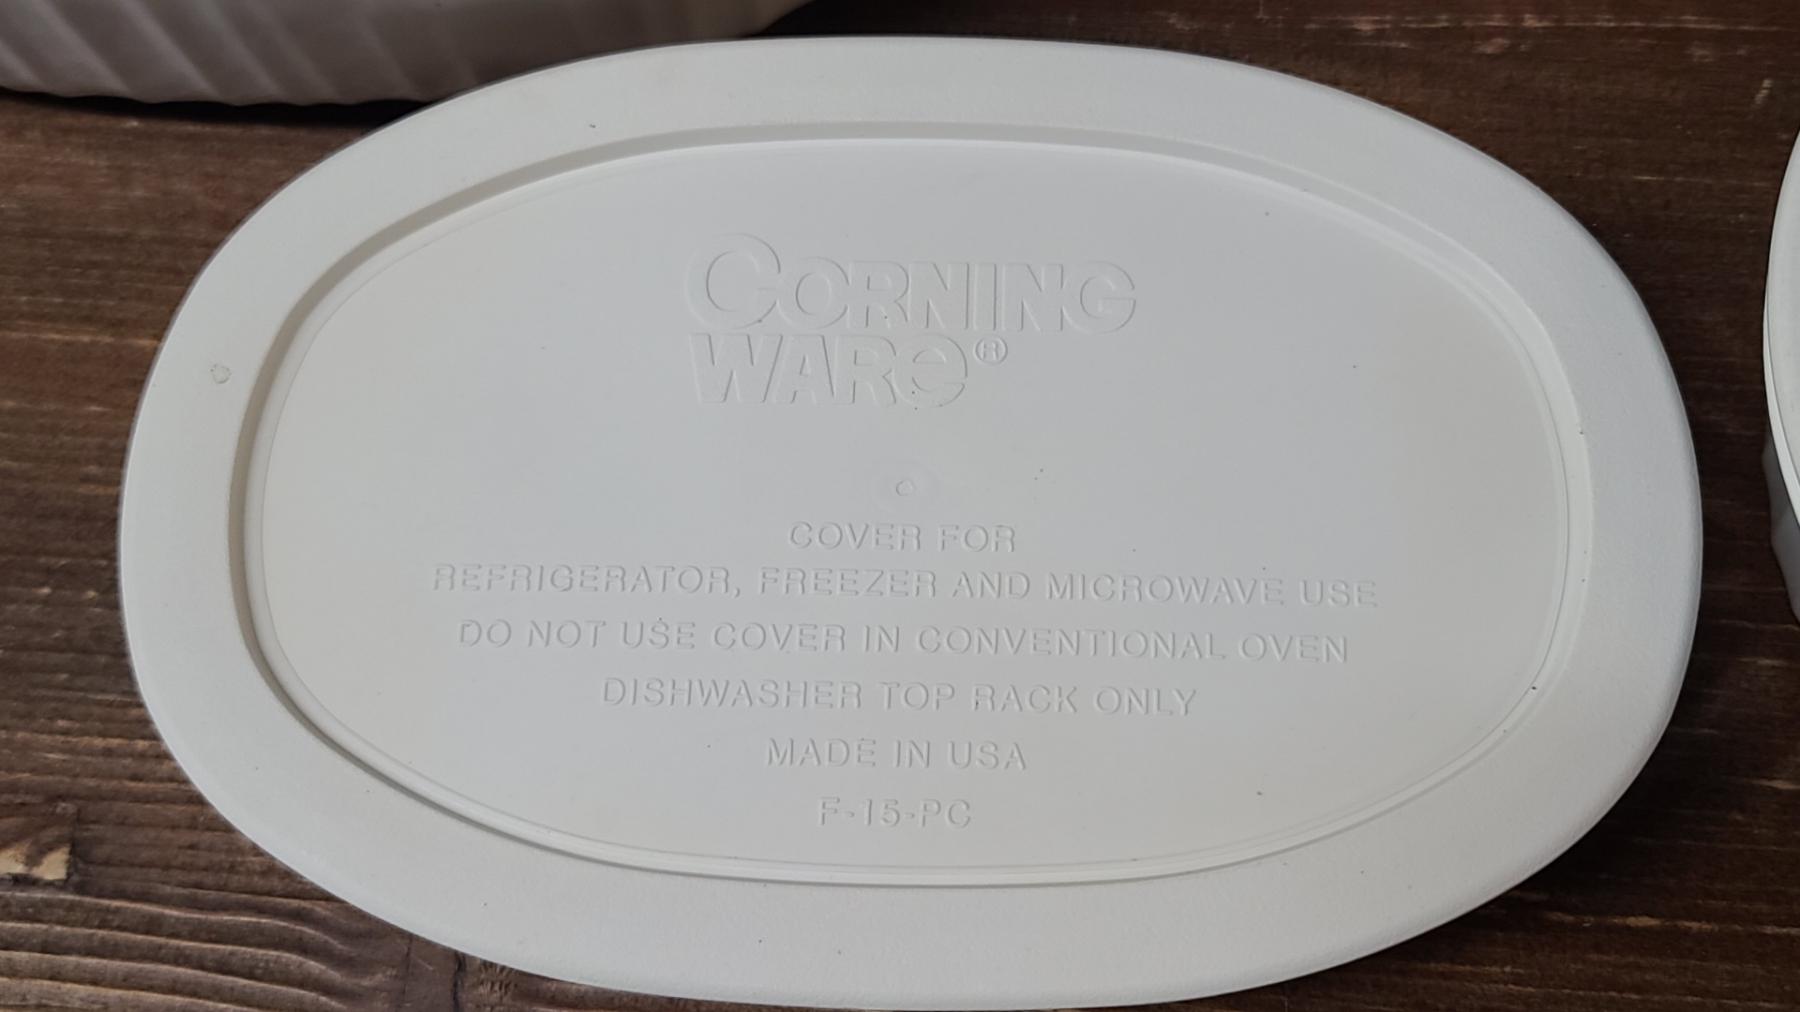 CORNING
WARe®
COVER FOR
REFRIGERATOR, FREEZER AND MICROWAVE USE
DO NOT USE COVER IN CONVENTIONAL OVEN
DISHWASHER TOP RACK ONLY
MADE IN USA
F-15-PC